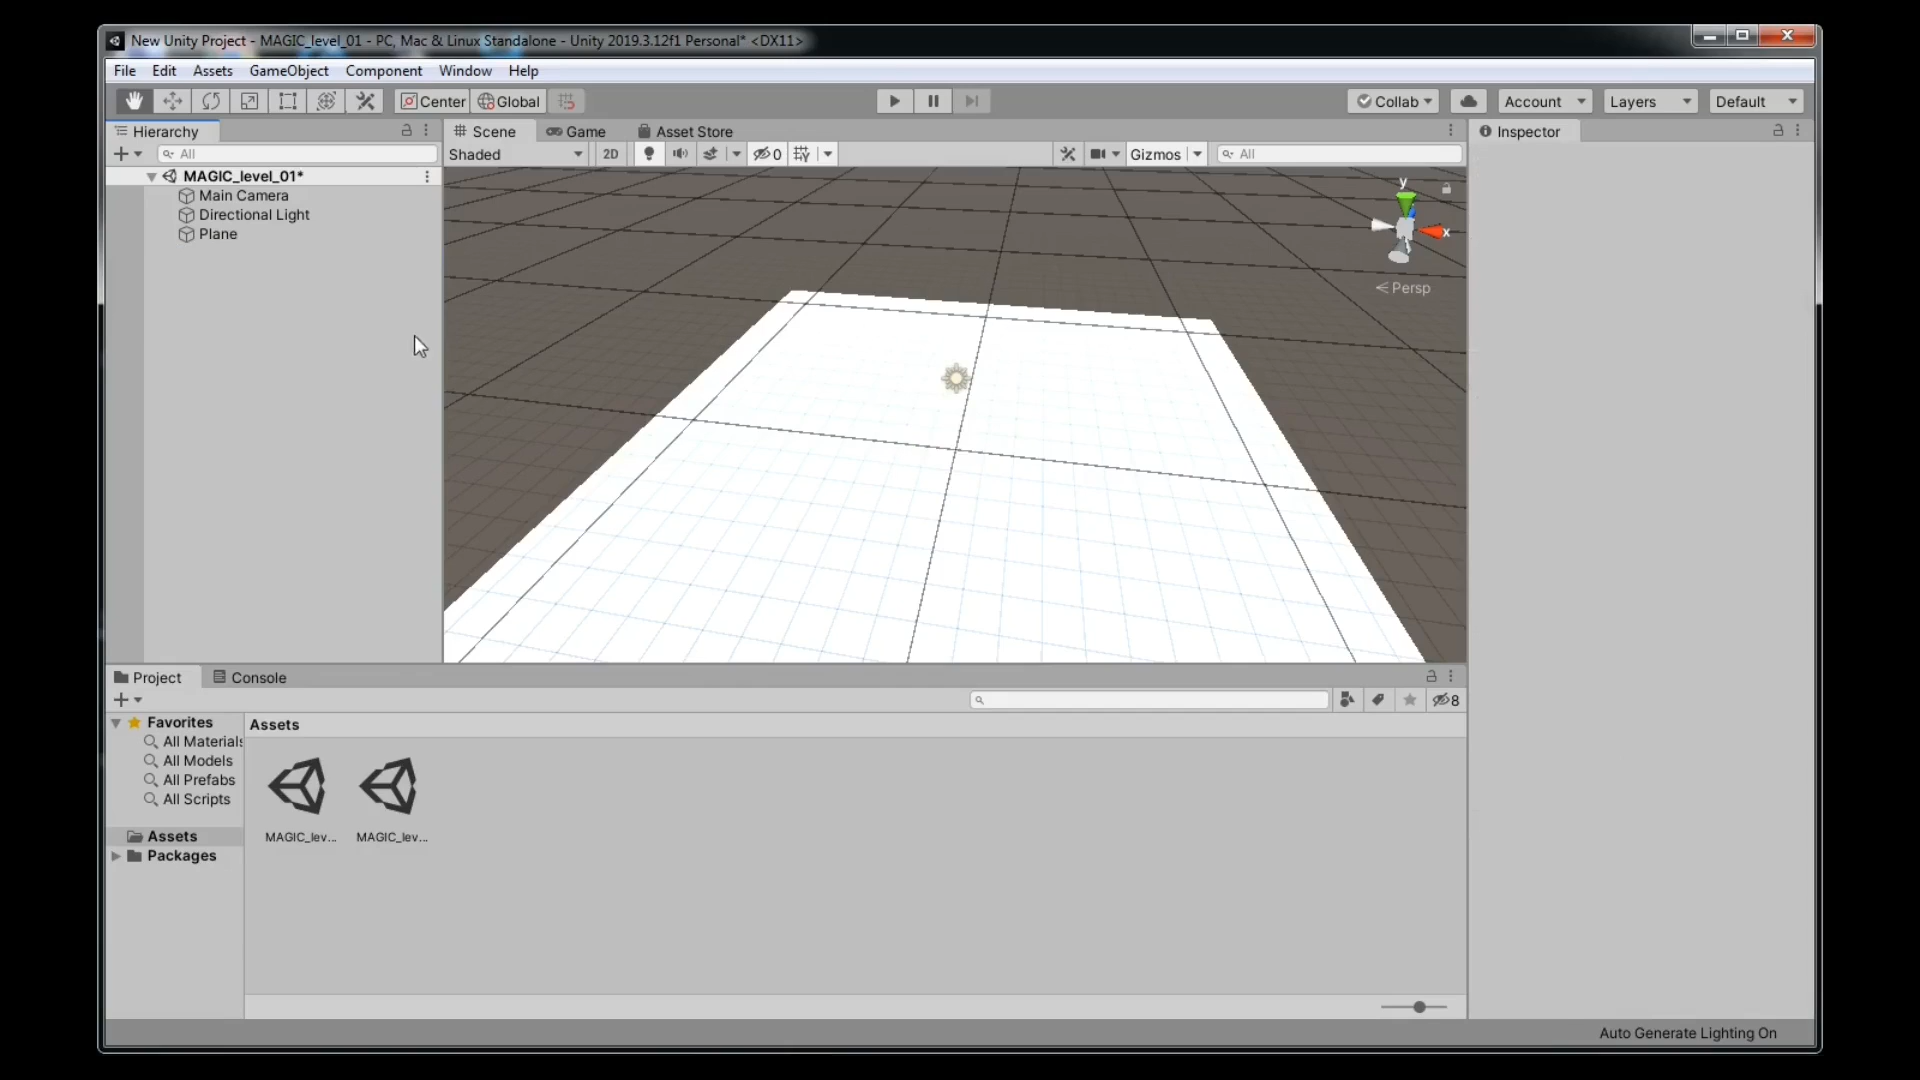 New Unity Project - MAGIC_level_01 - PC, Mac & Linux Standalone - Unity 2019.3.12f1 Personal* <DX11>
File Edit Assets GameObject Component Window Help
Center Global Collab Account Layers Default
Hierarchy Scene Game Asset Store Inspector
All Shaded 2D 0 Gizmos All
MAGIC_level_01*
Main Camera
Directional Light
Plane
y
x
Persp
Project Console
8
Favorites Assets
All Materials
All Models
All Prefabs
All Scripts
MAGIC_lev... MAGIC_lev...
Assets
Packages
Auto Generate Lighting On